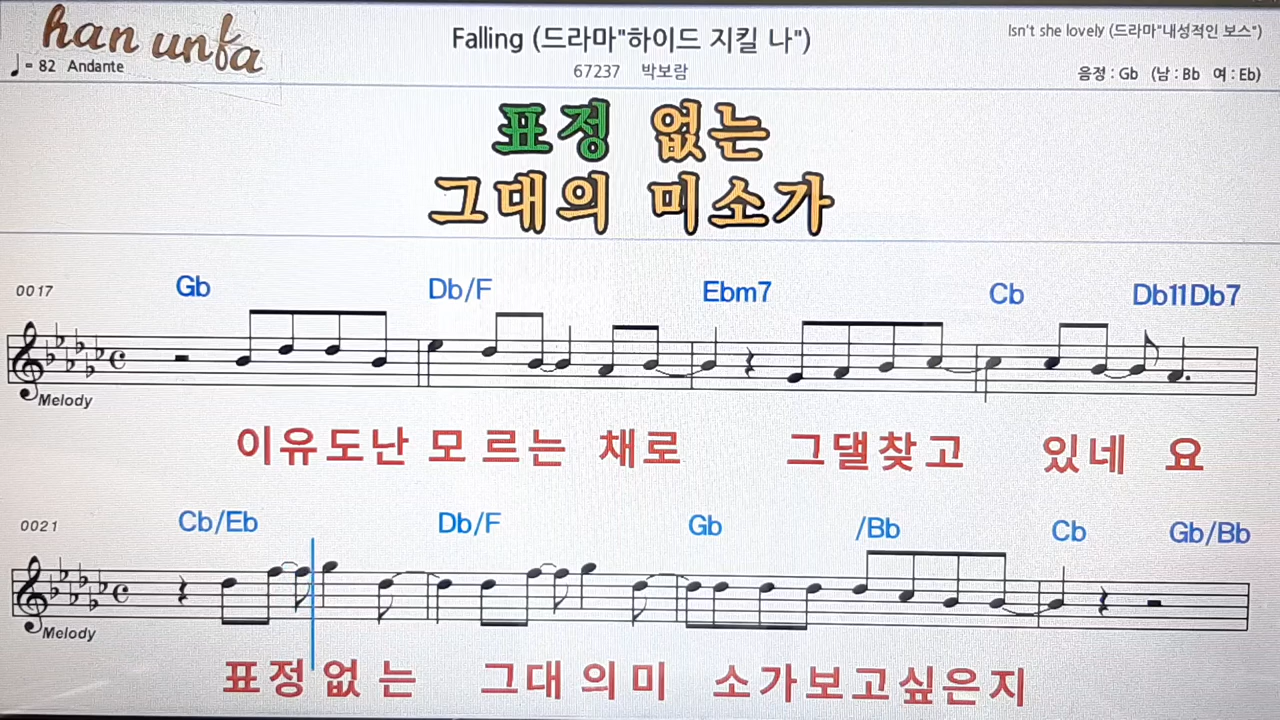 han unfa
♩= 82 Andante
Falling (드라마"하이드 지킬 나")
67237 박보람
Isn't she lovely (드라마"내성적인 보스")
음정 : Gb (남 : Bb 여 : Eb)
표정 없는
그대의 미소가
0017 Gb Db/F Ebm7 Cb Db11Db7
Melody
이유도난 모르는 채로 그댈찾고 있네 요
0021 Cb/Eb Db/F Gb /Bb Cb Gb/Bb
Melody
표정없 는 그대 의미 소가보고싶은지